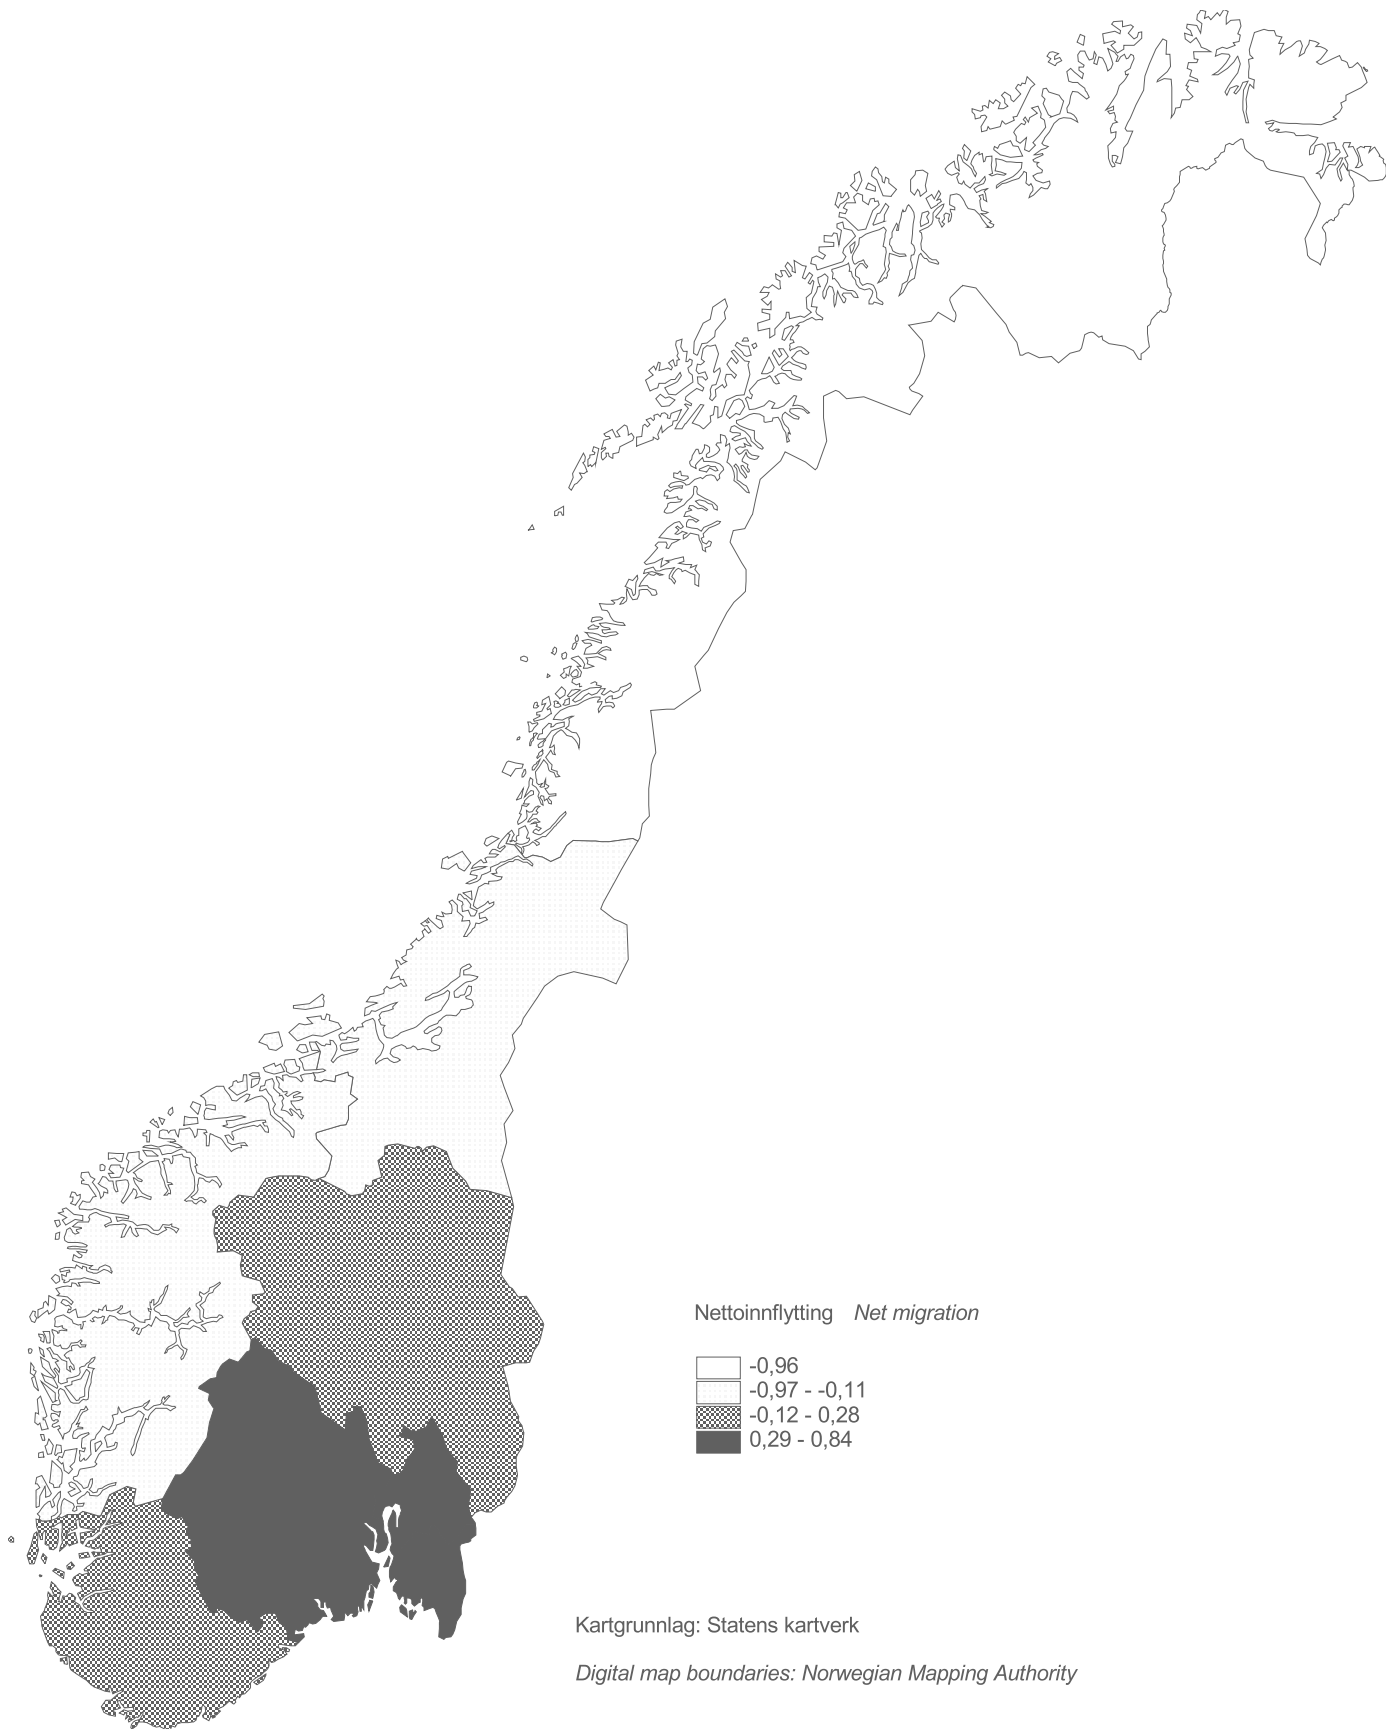 Nettoinnflytting Net migration
-0,96
-0,97 - -0,11
-0,12 - 0,28
0,29 - 0,84
Kartgrunnlag: Statens kartverk
Digital map boundaries: Norwegian Mapping Authority